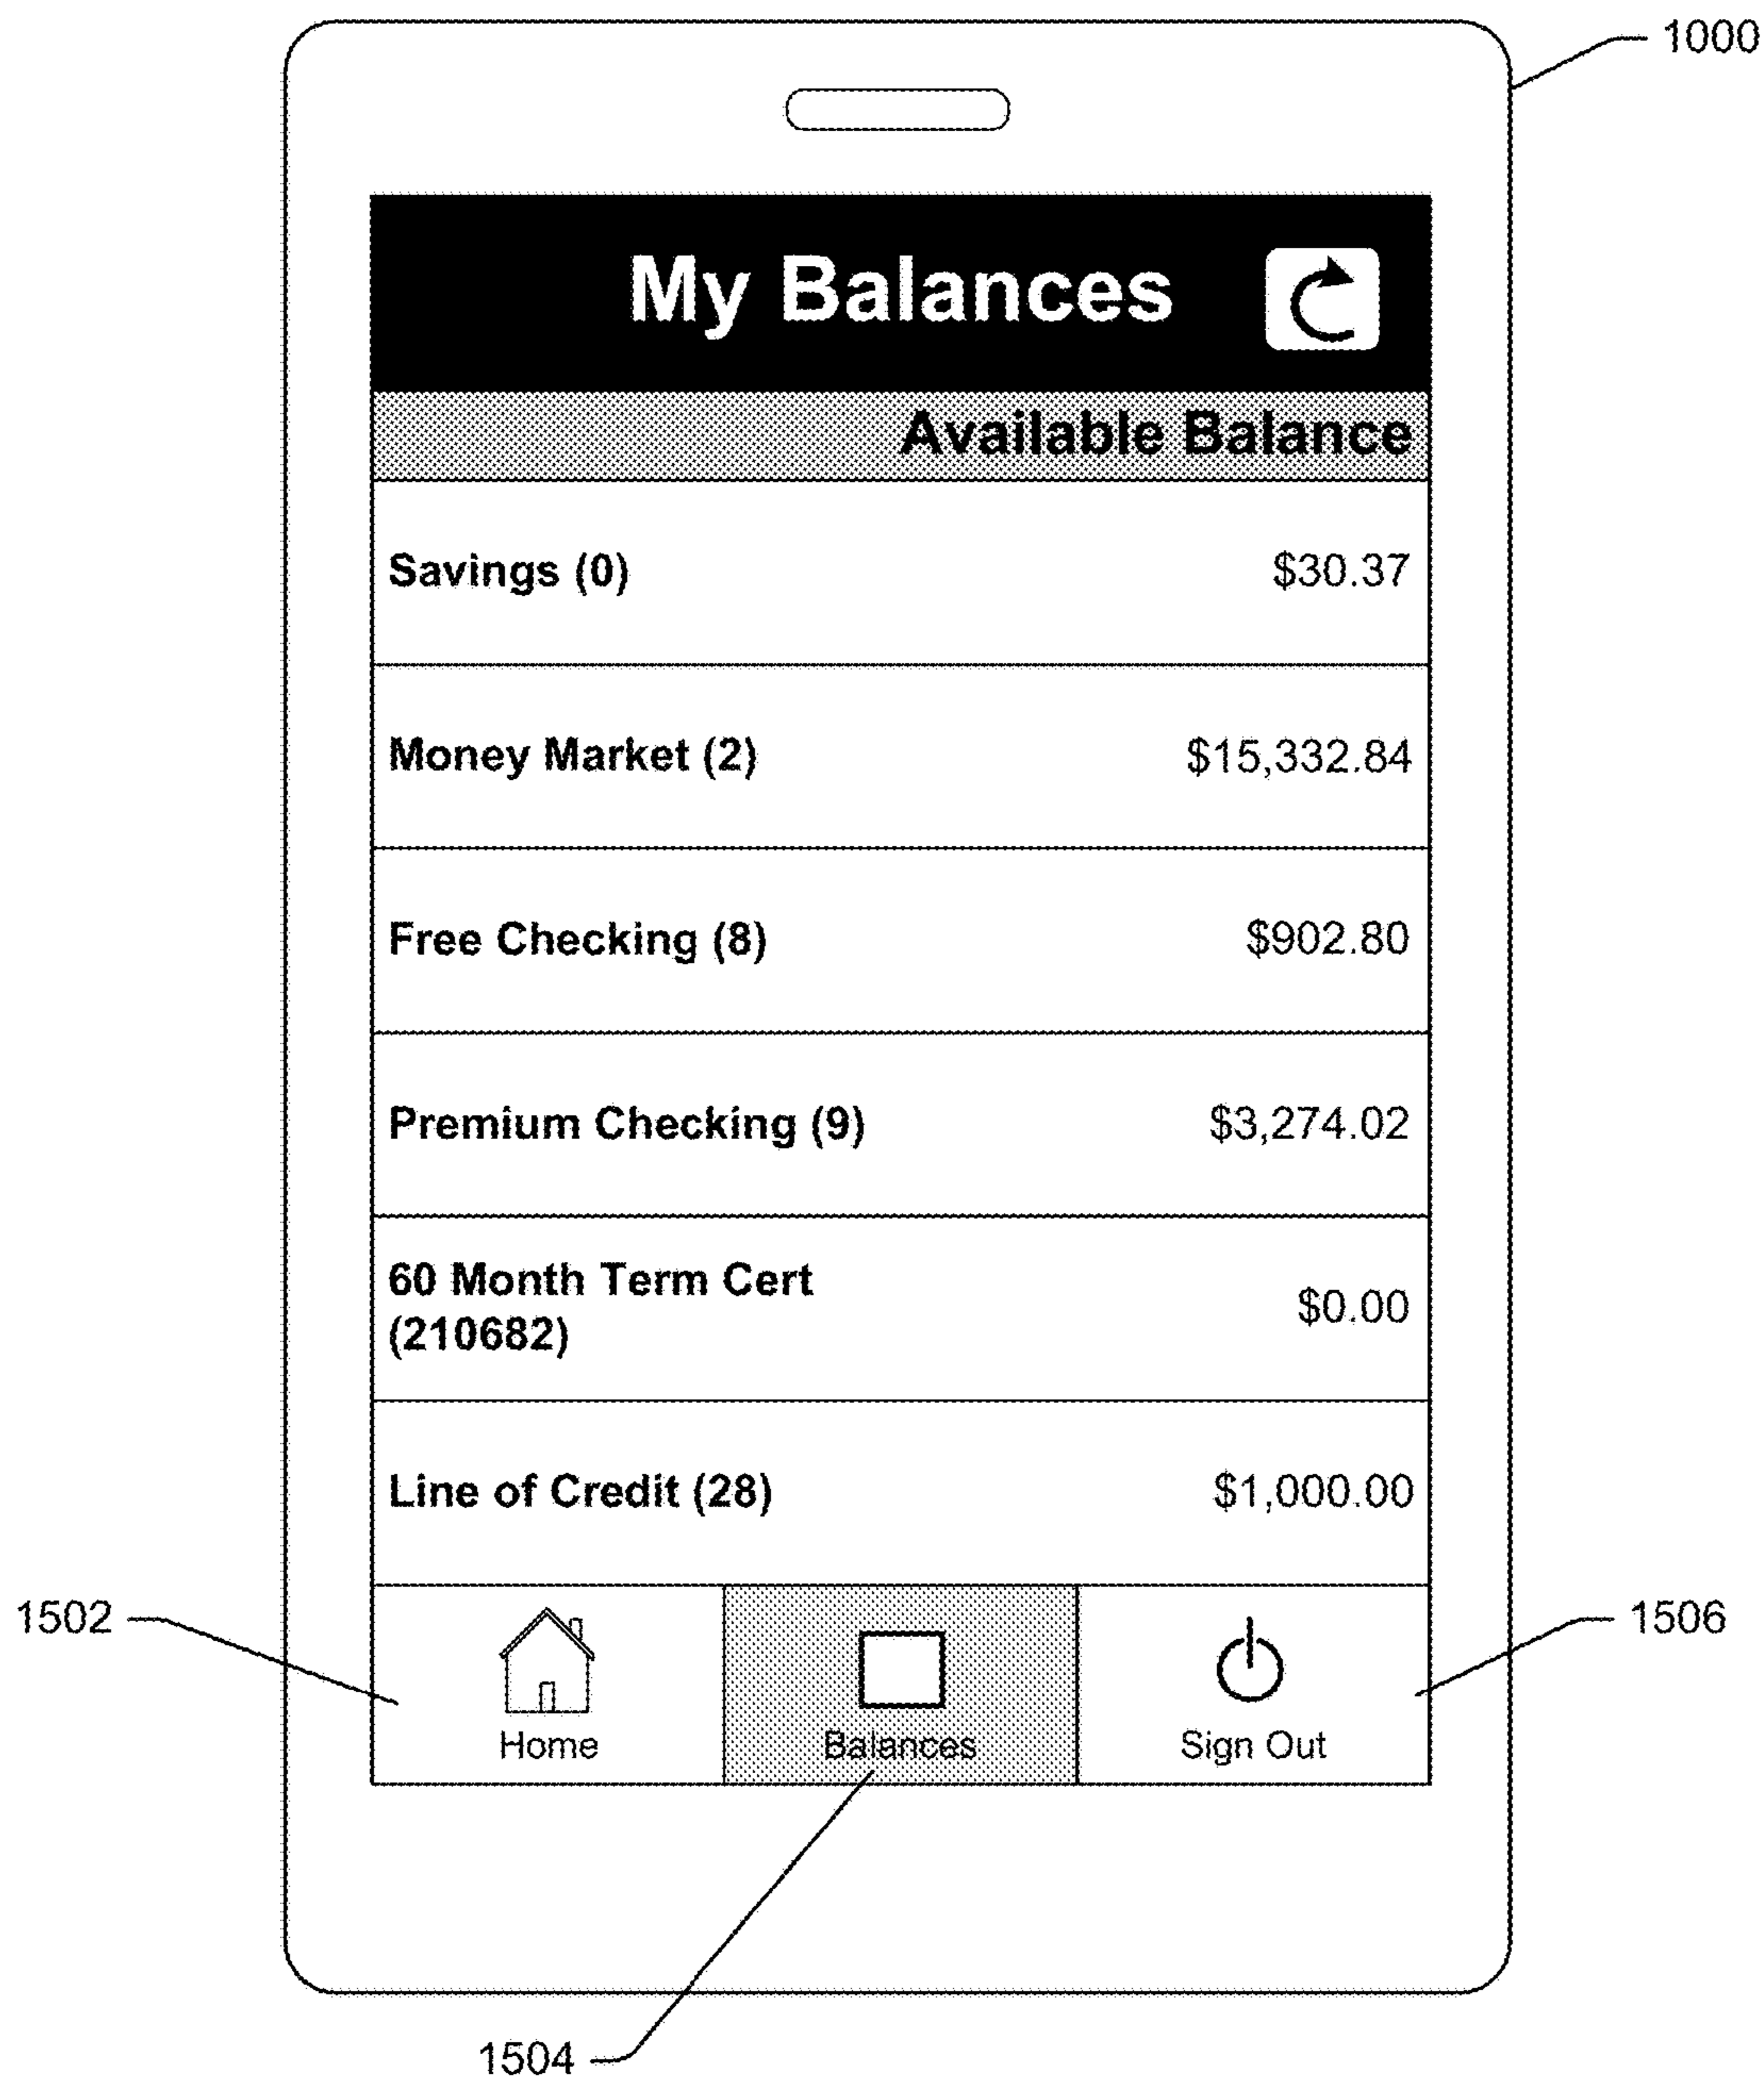 1000
My Balances
Available Balance
Savings (0) $30.37
Money Market (2) $15,332.84
Free Checking (8) $902.80
Premium Checking (9) $3,274.02
60 Month Term Cert
(210682) $0.00
Line of Credit (28) $1,000.00
1502
1506
Home Balances Sign Out
1504